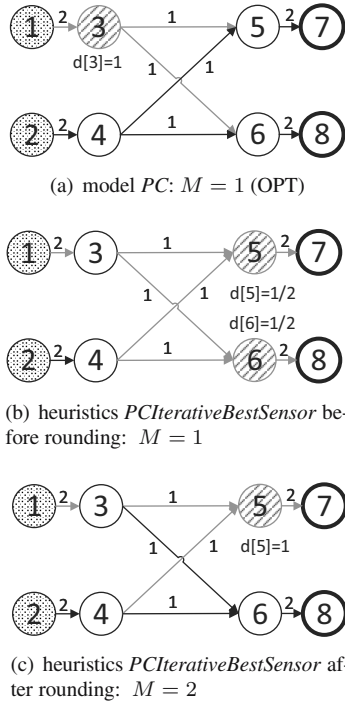 1 2 3 1 5 2 7
d[3]=1
1 1
2 2 4 1 6 2 8
(a) model PC: M = 1 (OPT)
1 2 3 1 5 2 7
1 1 d[5]=1/2
d[6]=1/2
2 2 4 1 6 2 8
(b) heuristics PCIterativeBestSensor be-
fore rounding: M = 1
1 2 3 1 5 2 7
1 1 d[5]=1
2 2 4 1 6 2 8
(c) heuristics PCIterativeBestSensor af-
ter rounding: M = 2